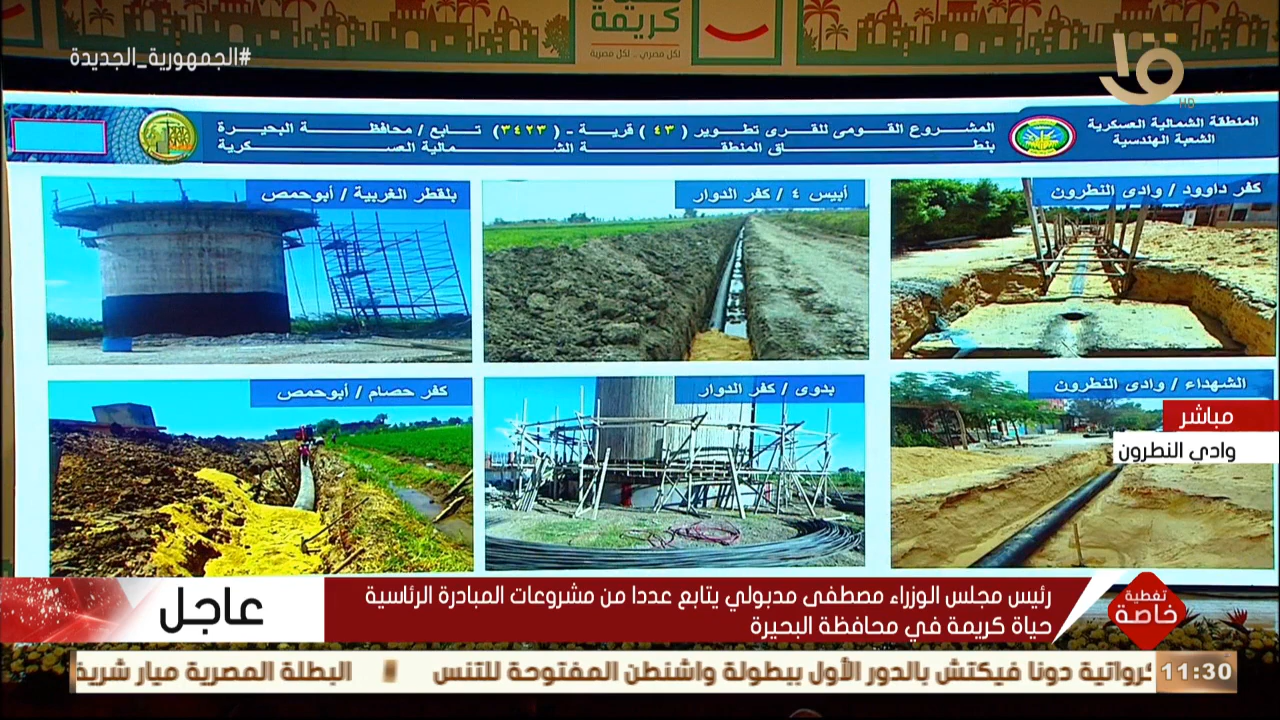 كريمة
لكل مصري .. لكل مصرية
#الجمهورية_الجديدة
HD
المنطقة الشمالية العسكرية
الشعبة الهندسية
المشروع القومى للقرى تطوير (٤٣) قرية - (٣٤٢٣) تابع / محافظة البحيرة
بنطاق المنطقة الشمالية العسكرية
كفر داوود / وادى النطرون
أبيس ٤ / كفر الدوار
بلقطر الغربية / أبوحمص
الشهداء / وادى النطرون
بدوى / كفر الدوار
كفر حصام / أبوحمص
مباشر
وادى النطرون
تغطية
خاصة
رئيس مجلس الوزراء مصطفى مدبولي يتابع عددا من مشروعات المبادرة الرئاسية
حياة كريمة في محافظة البحيرة
عاجل
11:30
كرواتية دونا فيكتش بالدور الأول ببطولة واشنطن المفتوحة للتنس
البطلة المصرية ميار شريف